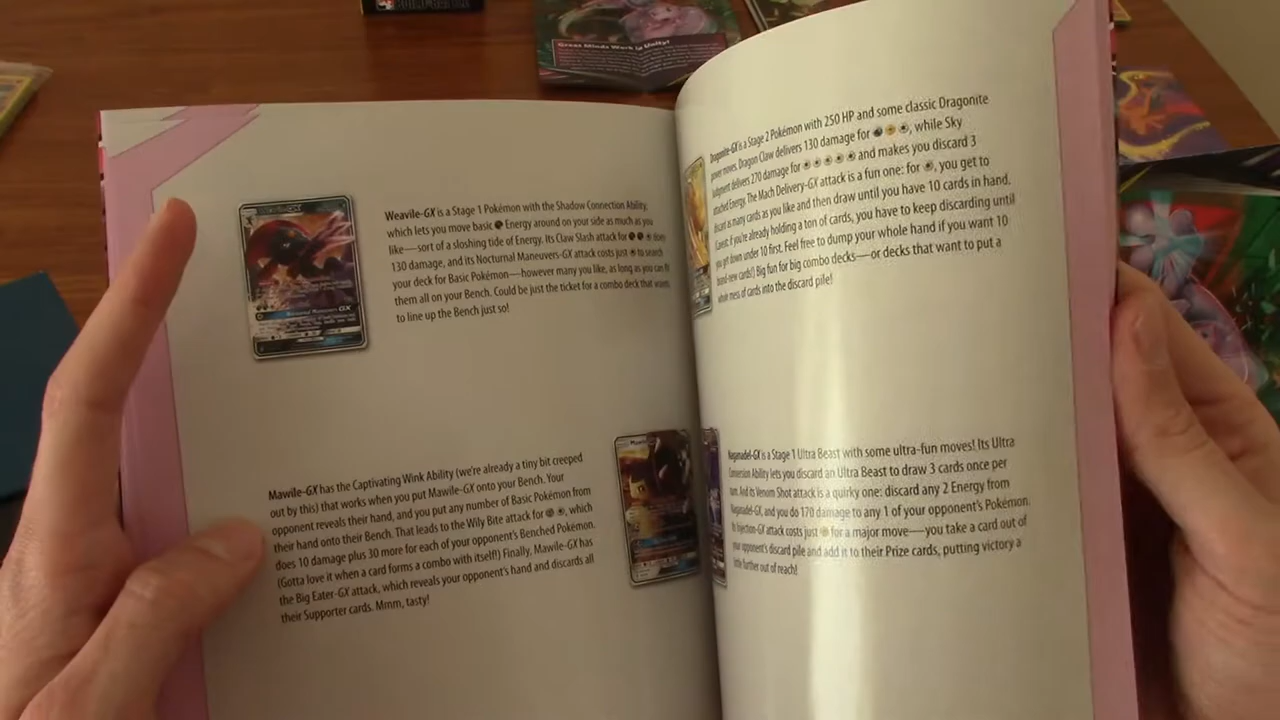 Great Minds Work in Unity!
Weavile-GX is a Stage 1 Pokémon with the Shadow Connection Ability,
which lets you move basic Energy around on your side as much as you
like—sort of a sloshing tide of Energy. Its Claw Slash attack for does
130 damage, and its Nocturnal Maneuvers-GX attack costs just to search
your deck for Basic Pokémon—however many you like, as long as you can fit
them all on your Bench. Could be just the ticket for a combo deck that wants
to line up the Bench just so!
Nocturnal Maneuvers GX
Mawile-GX has the Captivating Wink Ability (we're already a tiny bit creeped
out by this) that works when you put Mawile-GX onto your Bench. Your
opponent reveals their hand, and you put any number of Basic Pokémon from
their hand onto their Bench. That leads to the Wily Bite attack for , which
does 10 damage plus 30 more for each of your opponent's Benched Pokémon.
(Gotta love it when a card forms a combo with itself!) Finally, Mawile-GX has
the Big Eater-GX attack, which reveals your opponent's hand and discards all
their Supporter cards. Mmm, tasty!
Dragonite-GX is a Stage 2 Pokémon with 250 HP and some classic Dragonite
power moves. Dragon Claw delivers 130 damage for , while Sky
Judgment delivers 270 damage for and makes you discard 3
attached Energy. The Mach Delivery-GX attack is a fun one: for , you get to
discard as many cards as you like and then draw until you have 10 cards in hand.
(Caveat: if you're already holding a ton of cards, you have to keep discarding until
you get down under 10 first. Feel free to dump your whole hand if you want 10
brand-new cards!) Big fun for big combo decks—or decks that want to put a
whole mess of cards into the discard pile!
Naganadel-GX is a Stage 1 Ultra Beast with some ultra-fun moves! Its Ultra
Conversion Ability lets you discard an Ultra Beast to draw 3 cards once per
turn. And its Venom Shot attack is a quirky one: discard any 2 Energy from
Naganadel-GX, and you do 170 damage to any 1 of your opponent's Pokémon.
Its Injection-GX attack costs just for a major move—you take a card out of
your opponent's discard pile and add it to their Prize cards, putting victory a
little further out of reach!